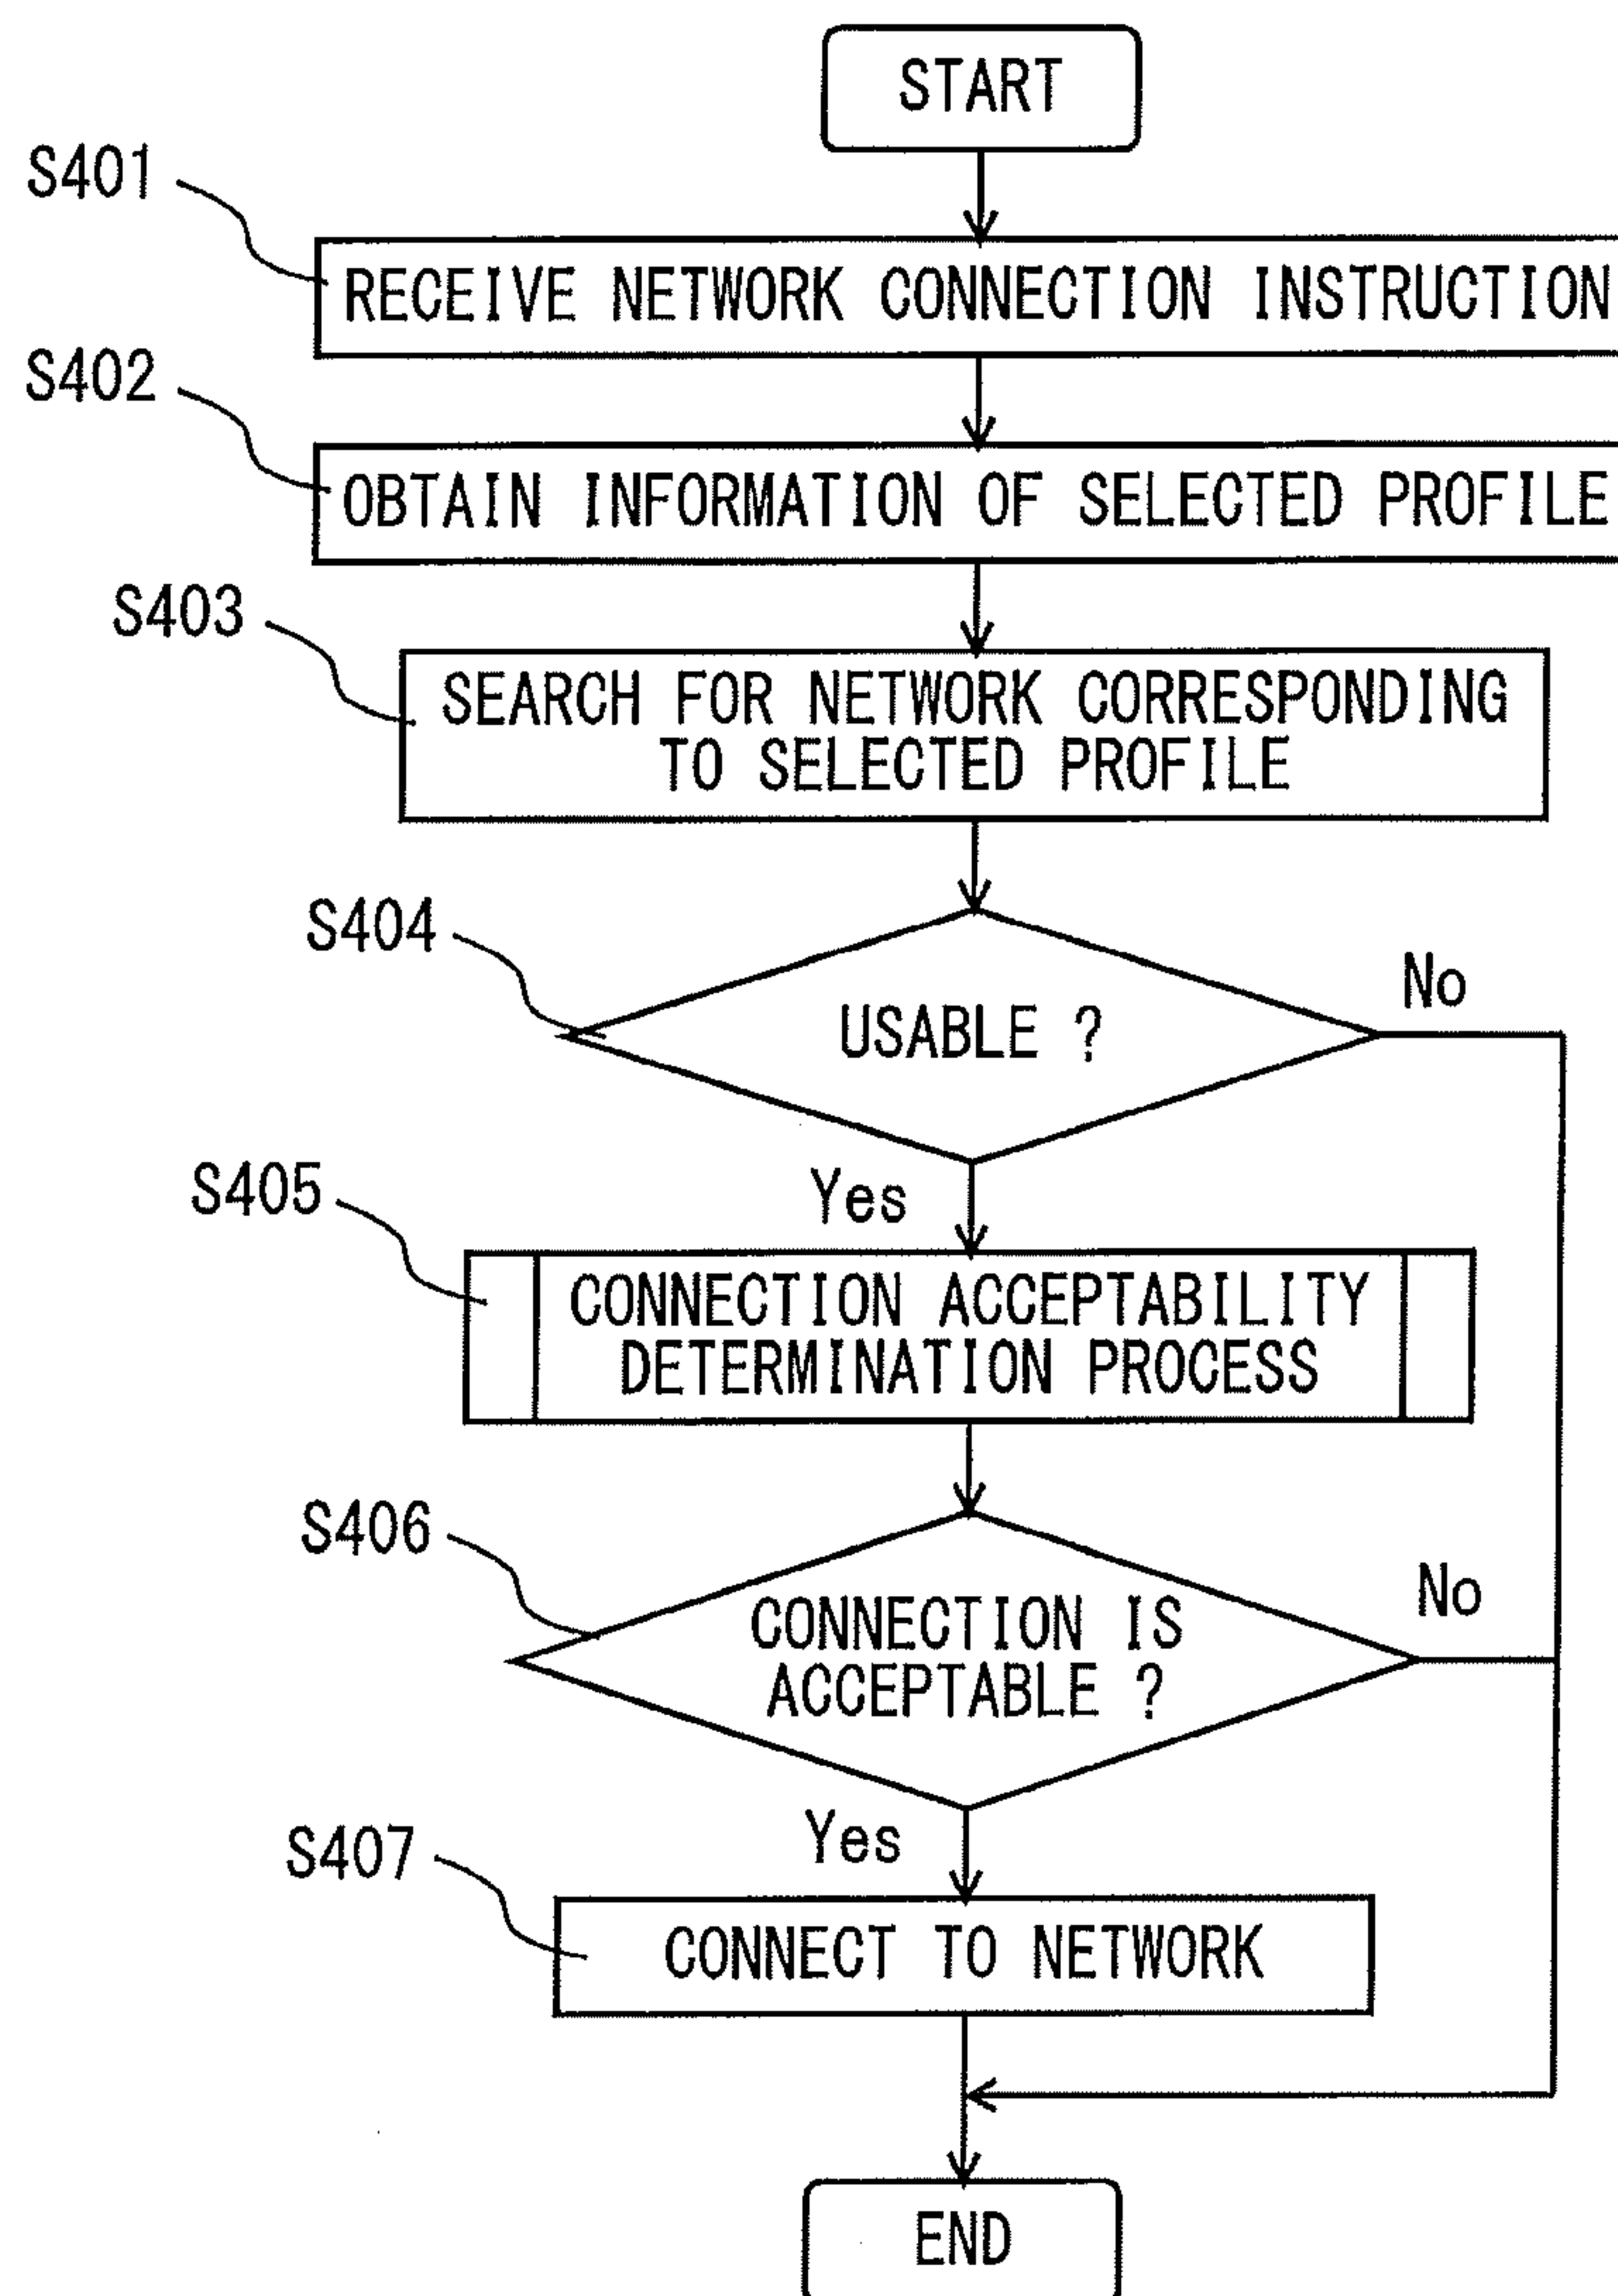 START
S401
RECEIVE NETWORK CONNECTION INSTRUCTION
S402
OBTAIN INFORMATION OF SELECTED PROFILE
S403
SEARCH FOR NETWORK CORRESPONDING
TO SELECTED PROFILE
S404
No
USABLE ?
Yes
S405
CONNECTION ACCEPTABILITY
DETERMINATION PROCESS
S406
No
CONNECTION IS
ACCEPTABLE ?
Yes
S407
CONNECT TO NETWORK
END